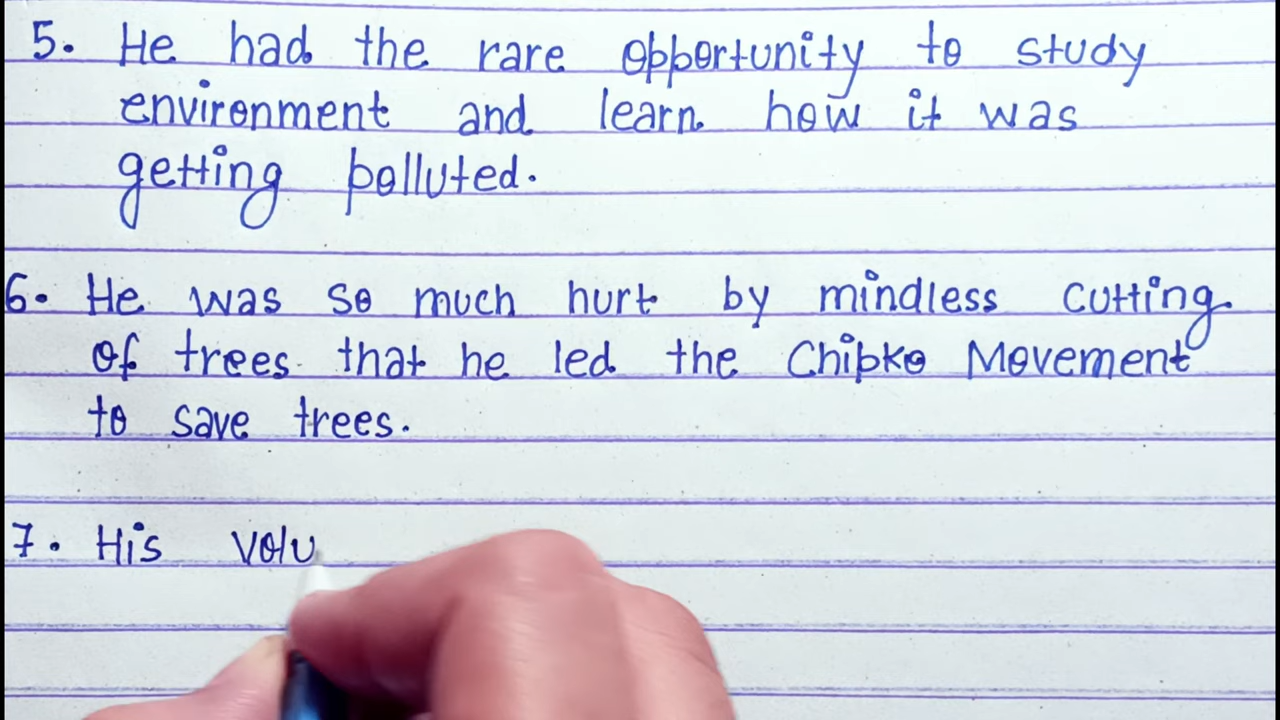 5. He had the rare opportunity to study
environment and learn how it was
getting polluted.
6. He was so much hurt by mindless cutting
of trees that he led the Chipko Movement
to save trees.
7. His volu